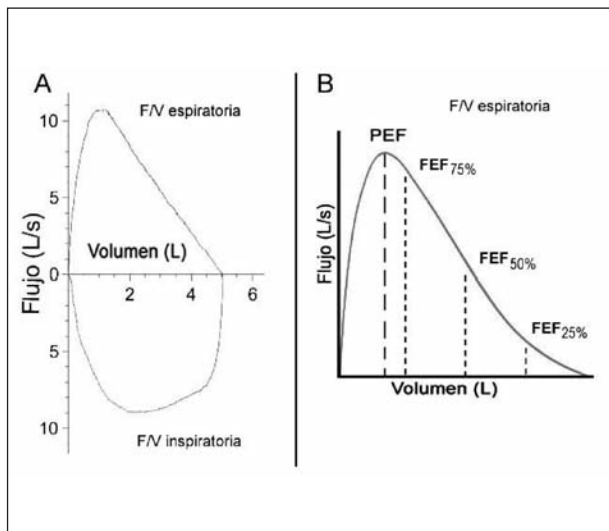 A
F/V espiratoria
10
5
Volumen (L)
0
2
4
6
5
10
Flujo (L/s)
F/V inspiratoria
B
F/V espiratoria
PEF
FEF75%
FEF50%
FEF25%
Flujo (L/s)
Volumen (L)